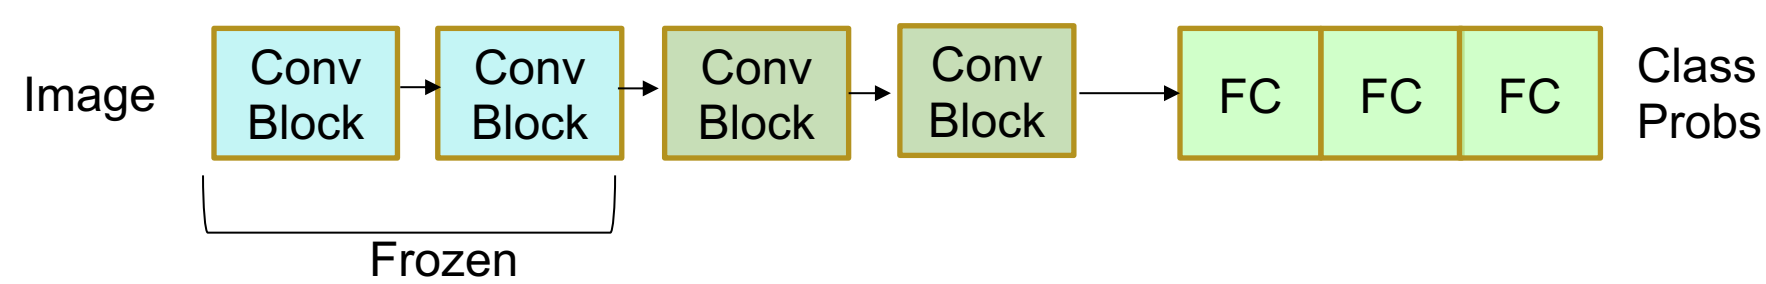 Image
Conv
Block
Conv
Block
Conv
Block
Conv
Block
FC
FC
FC
Class
Probs
Frozen